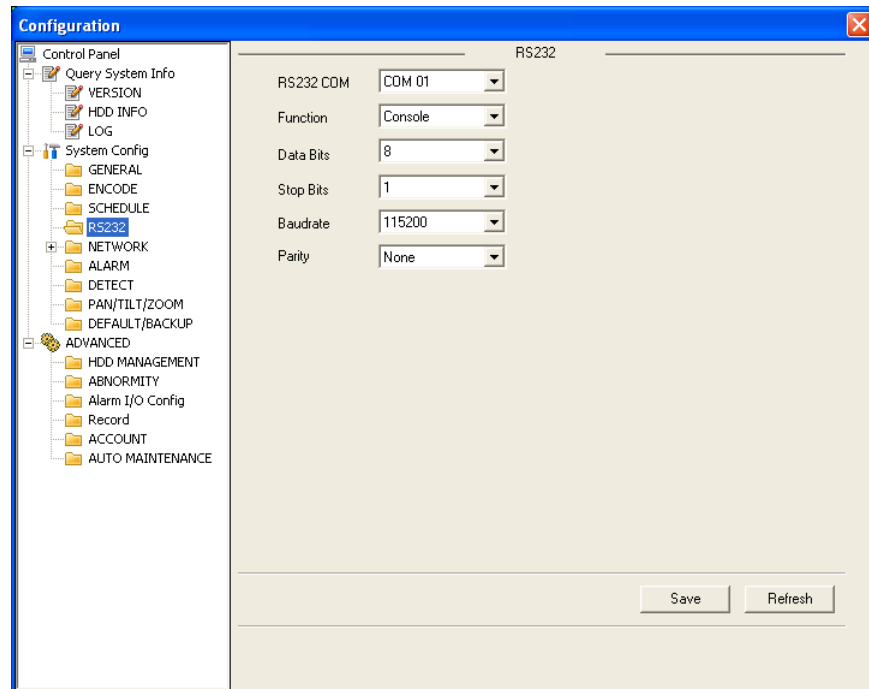 Configuration
Control Panel
Query System Info
VERSION
HDD INFO
LOG
System Config
GENERAL
ENCODE
SCHEDULE
RS232
NETWORK
ALARM
DETECT
PAN/TILT/ZOOM
DEFAULT/BACKUP
ADVANCED
HDD MANAGEMENT
ABNORMITY
Alarm I/O Config
Record
ACCOUNT
AUTO MAINTENANCE
RS232
RS232 COM COM 01
Function Console
Data Bits 8
Stop Bits 1
Baudrate 115200
Parity None
Save Refresh